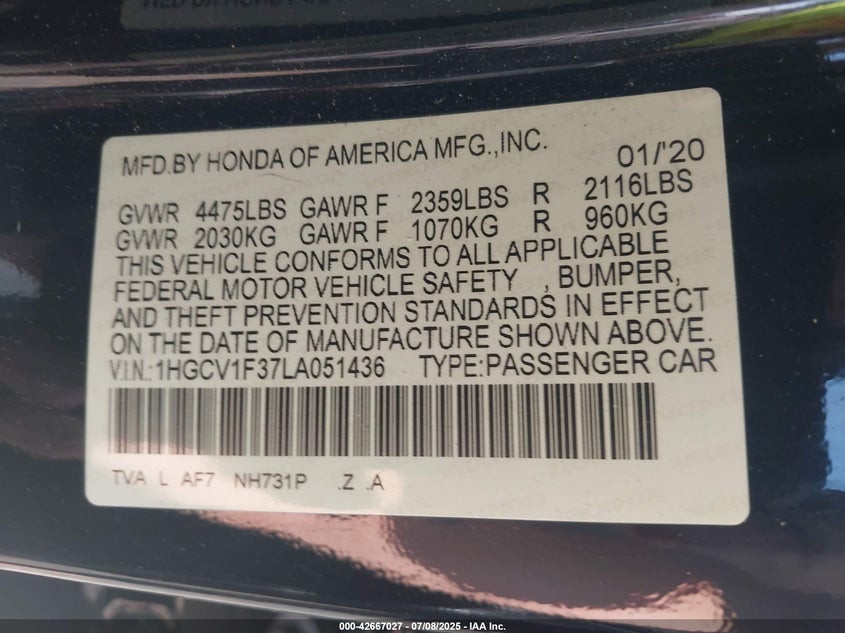 MFD.BY HONDA OF AMERICA MFG.,INC. 01/'20
GVWR 4475LBS GAWR F 2359LBS R 2116LBS
GVWR 2030KG GAWR F 1070KG R 960KG
THIS VEHICLE CONFORMS TO ALL APPLICABLE
FEDERAL MOTOR VEHICLE SAFETY , BUMPER,
AND THEFT PREVENTION STANDARDS IN EFFECT
ON THE DATE OF MANUFACTURE SHOWN ABOVE.
V.I.N.:1HGCV1F37LA051436 TYPE:PASSENGER CAR
TVA L AF7 NH731P .Z .A
000-42667027 - 07/08/2025 - IAA Inc.